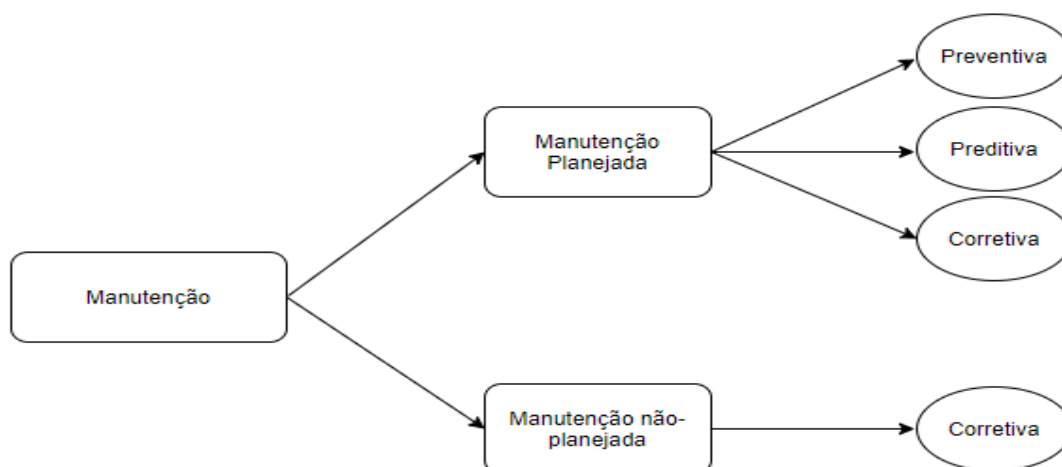 Preventiva
Manutenção
Planejada
Preditiva
Corretiva
Manutenção
Manutenção não-
planejada
Corretiva